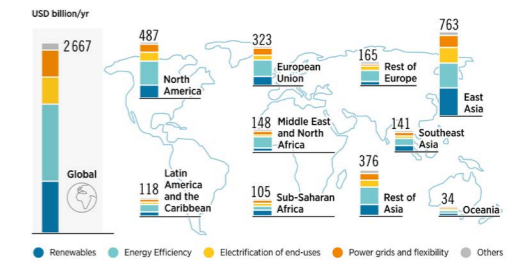 USD billion/yr
2 667
Global
487
North
America
323
European
Union
165
Rest of
Europe
763
East
Asia
148
Middle East
and North
Africa
141
Southeast
Asia
118
Latin
America
and the
Caribbean
105
Sub-Saharan
Africa
376
Rest of
Asia
34
Oceania
Renewables
Energy Efficiency
Electrification of end-uses
Power grids and flexibility
Others